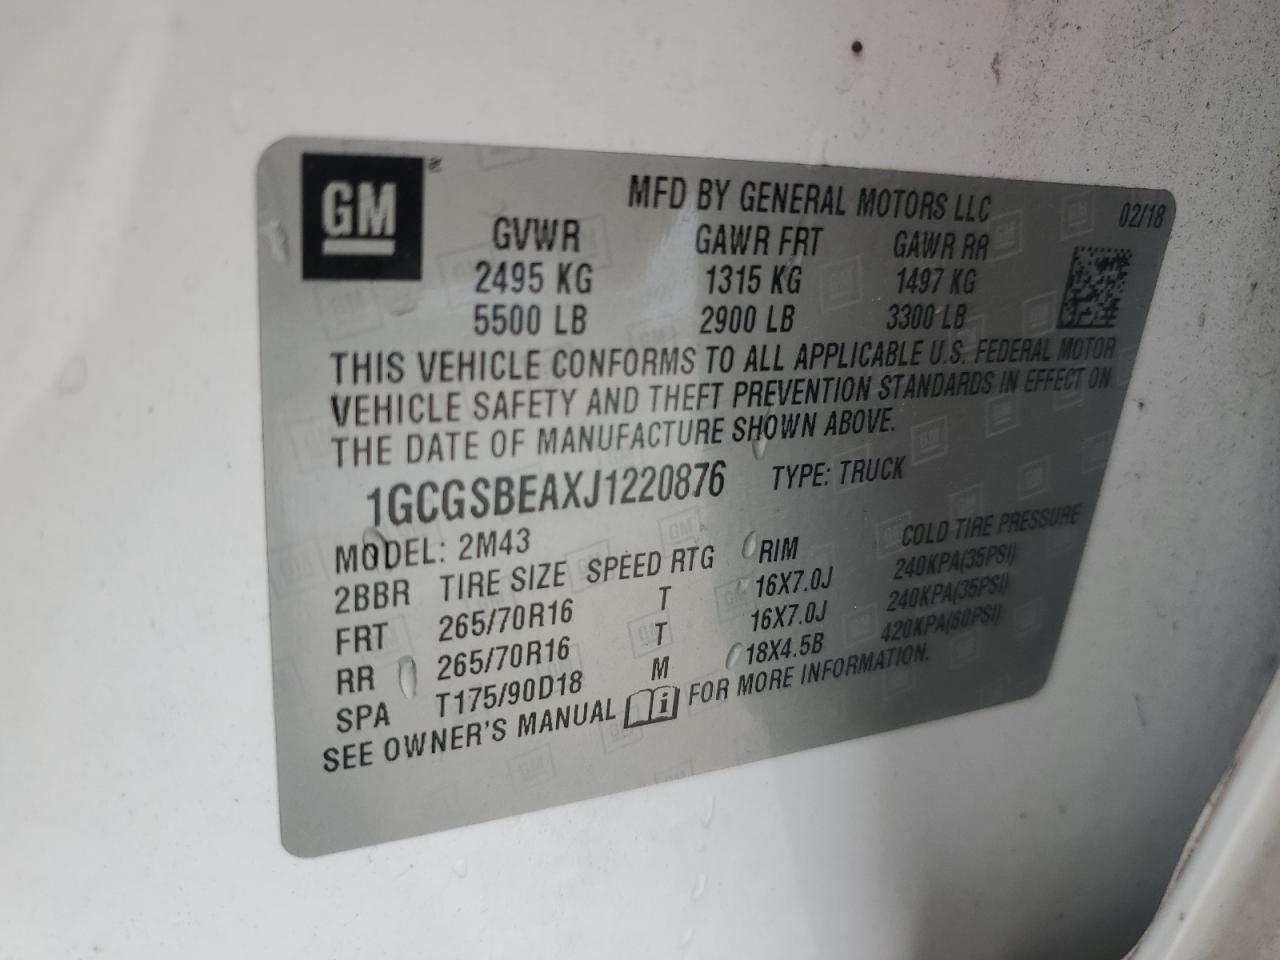 GM
MFD BY GENERAL MOTORS LLC 02/18
GVWR GAWR FRT GAWR RR
2495 KG 1315 KG 1497 KG
5500 LB 2900 LB 3300 LB
THIS VEHICLE CONFORMS TO ALL APPLICABLE U.S. FEDERAL MOTOR
VEHICLE SAFETY AND THEFT PREVENTION STANDARDS IN EFFECT ON
THE DATE OF MANUFACTURE SHOWN ABOVE.
1GCGSBEAXJ1220876 TYPE: TRUCK
MODEL: 2M43
2BBR TIRE SIZE SPEED RTG RIM COLD TIRE PRESSURE
FRT 265/70R16 T 16X7.0J 240KPA(35PSI)
RR 265/70R16 T 16X7.0J 240KPA(35PSI)
SPA T175/90D18 M 18X4.5B 420KPA(60PSI)
SEE OWNER'S MANUAL FOR MORE INFORMATION.